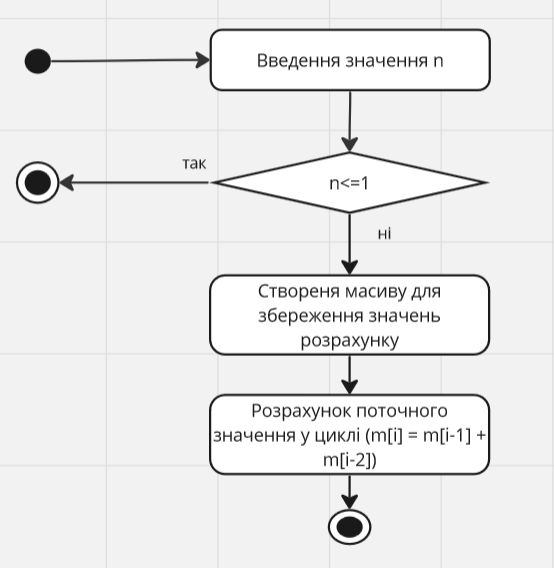 Введення значення n
так
n<=1
ні
Створеня масиву для
збереження значень
розрахунку
Розрахунок поточного
значення у циклі (m[i] = m[i-1] +
m[i-2])